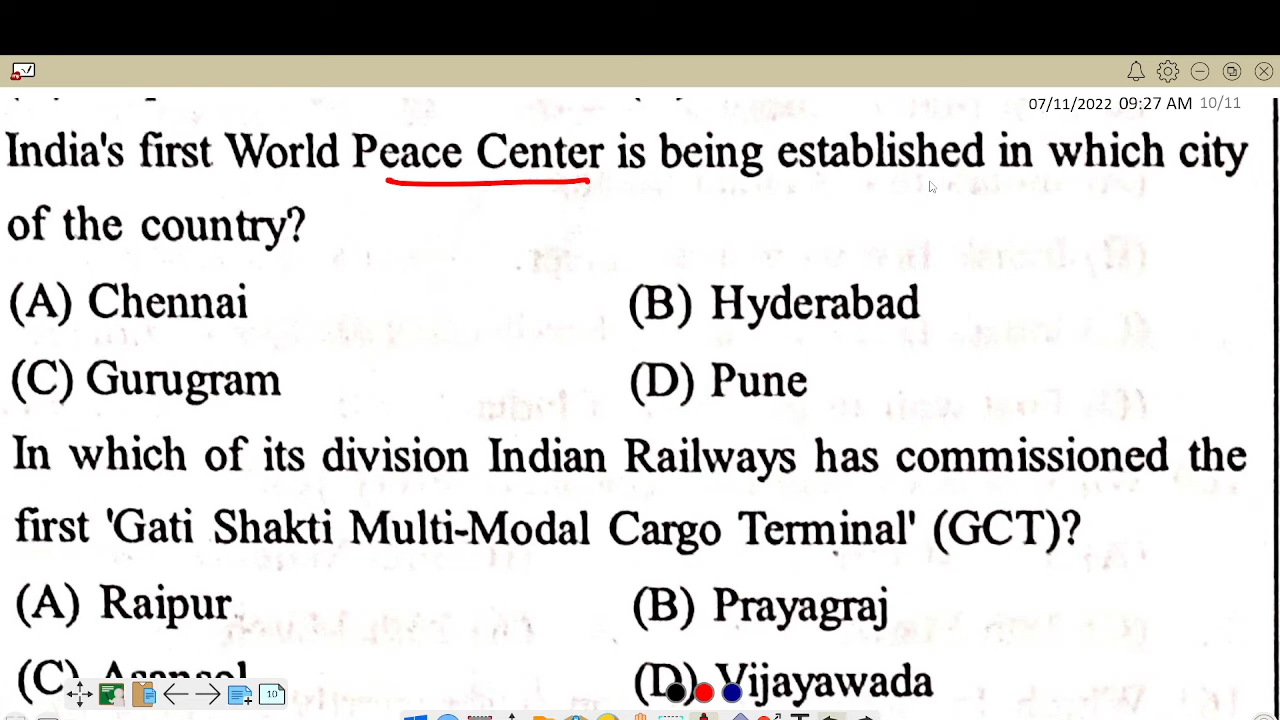 07/11/2022 09:27 AM 10/11
India's first World Peace Center is being established in which city
of the country?
(A) Chennai (B) Hyderabad
(C) Gurugram (D) Pune
In which of its division Indian Railways has commissioned the
first 'Gati Shakti Multi-Modal Cargo Terminal' (GCT)?
(A) Raipur (B) Prayagraj
(C) Asansol (D) Vijayawada
10